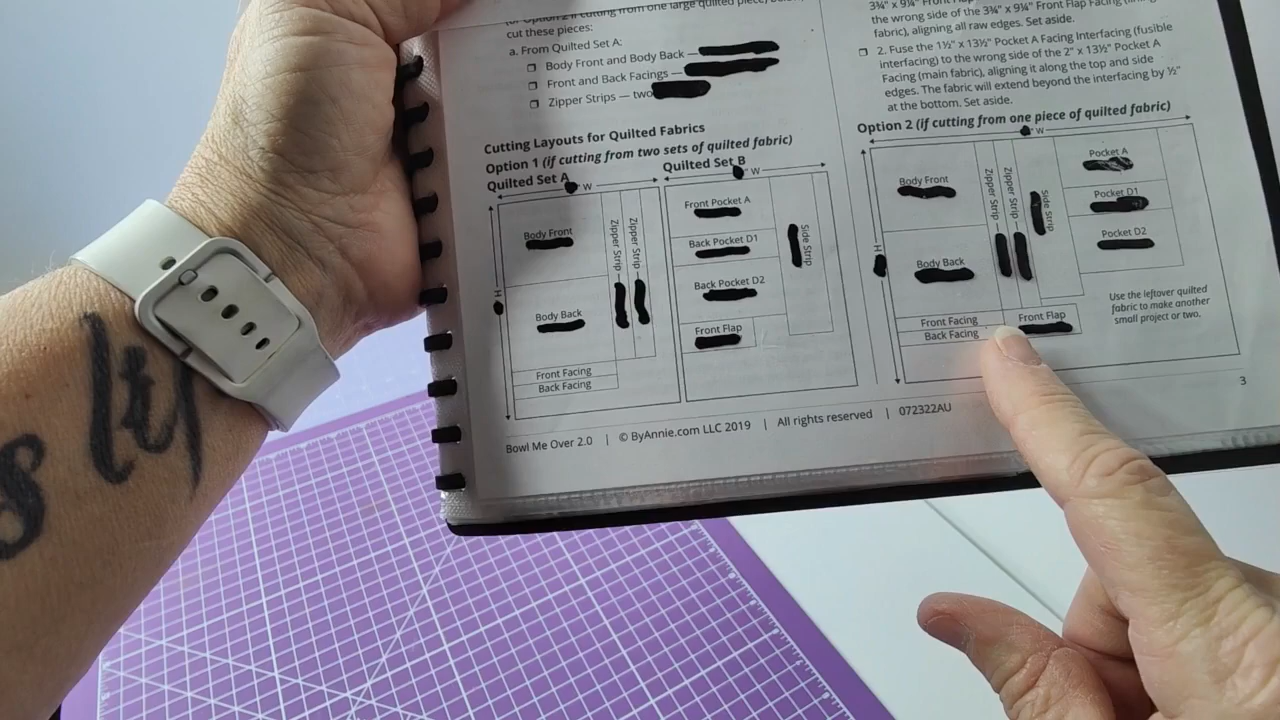 (or Option 2 if cutting from one large quilted piece) below,
cut these pieces:
a. From Quilted Set A:
Body Front and Body Back —
Front and Back Facings —
Zipper Strips — two
Cutting Layouts for Quilted Fabrics
Option 1 (if cutting from two sets of quilted fabric)
Quilted Set A
" W
H
Body Front
Zipper Strip —
Zipper Strip —
Body Back
Front Facing
Back Facing
Quilted Set B
" W
Front Pocket A
Back Pocket D1
Back Pocket D2
Front Flap
Side Strip
3¾" x 9¼" Front Flap
the wrong side of the 3¾" x 9¼" Front Flap Facing (lining
fabric), aligning all raw edges. Set aside.
2. Fuse the 1½" x 13½" Pocket A Facing Interfacing (fusible
interfacing) to the wrong side of the 2" x 13½" Pocket A
Facing (main fabric), aligning it along the top and side
edges. The fabric will extend beyond the interfacing by ½"
at the bottom. Set aside.
Option 2 (if cutting from one piece of quilted fabric)
" W
H
Body Front
Zipper Strip —
Zipper Strip —
Side Strip
Pocket A
Pocket D1
Pocket D2
Body Back
Front Facing
Back Facing
Front Flap
Use the leftover quilted
fabric to make another
small project or two.
3
Bowl Me Over 2.0 | © ByAnnie.com LLC 2019 | All rights reserved | 072322AU
s
(t)